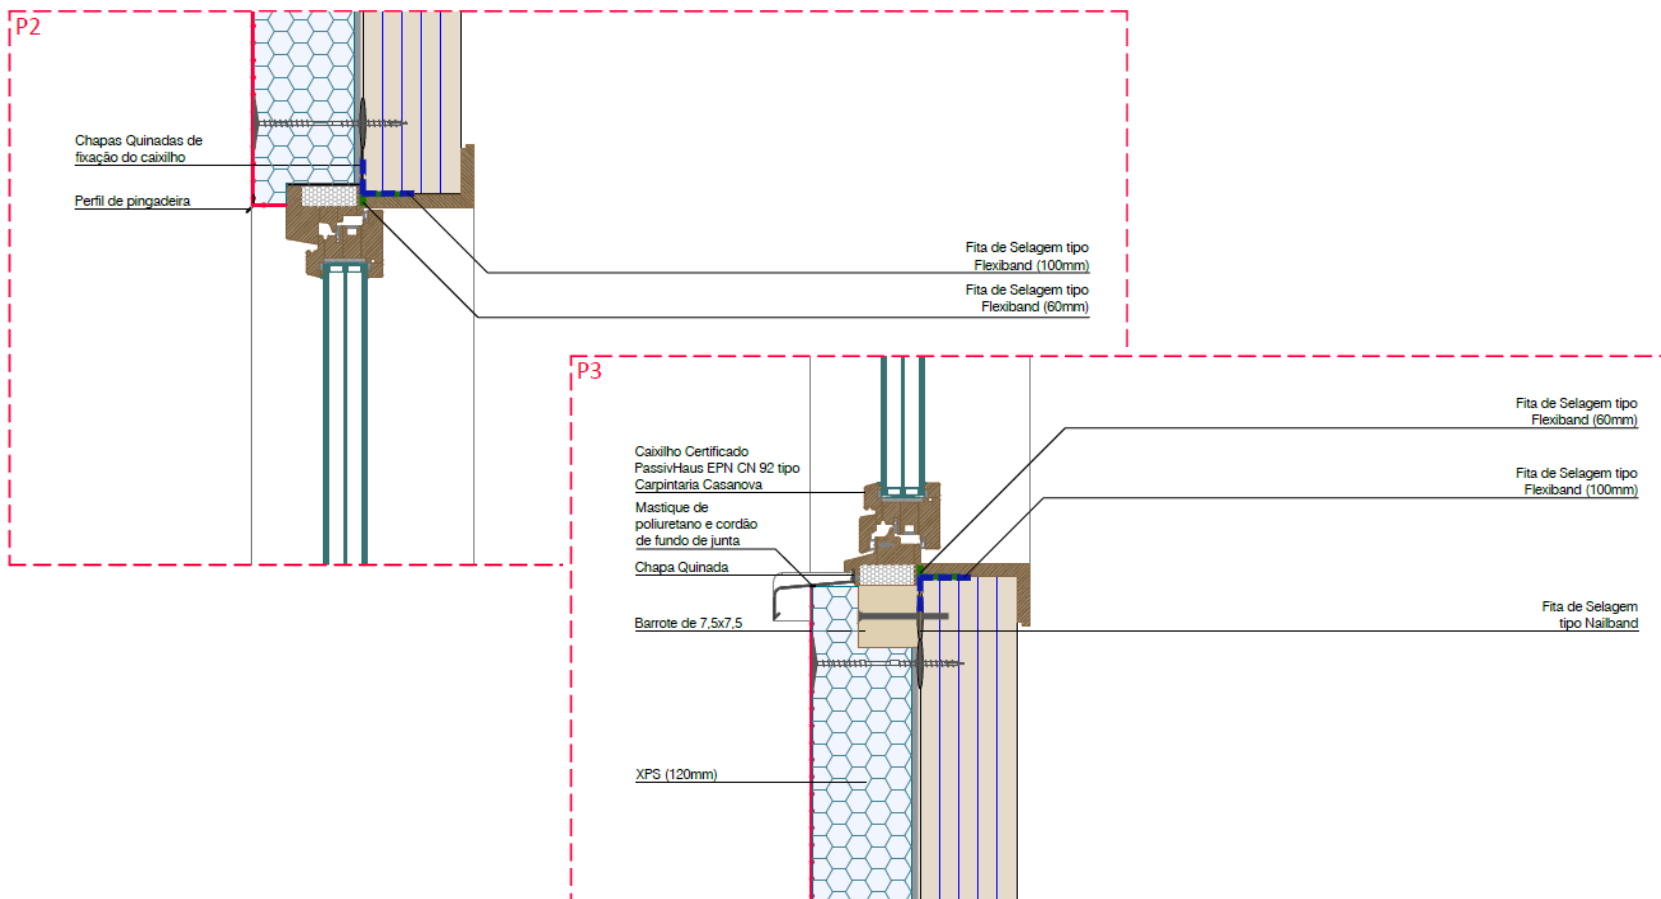 P2
Chapas Quinadas de
fixação do caixilho
Perfil de pingadeira
Fita de Selagem tipo
Flexiband (100mm)
Fita de Selagem tipo
Flexiband (60mm)
P3
Caixilho Certificado
PassivHaus EPN CN 92 tipo
Carpintaria Casanova
Mastique de
poliuretano e cordão
de fundo de junta
Chapa Quinada
Barrote de 7,5x7,5
XPS (120mm)
Fita de Selagem tipo
Flexiband (60mm)
Fita de Selagem tipo
Flexiband (100mm)
Fita de Selagem
tipo Nailband